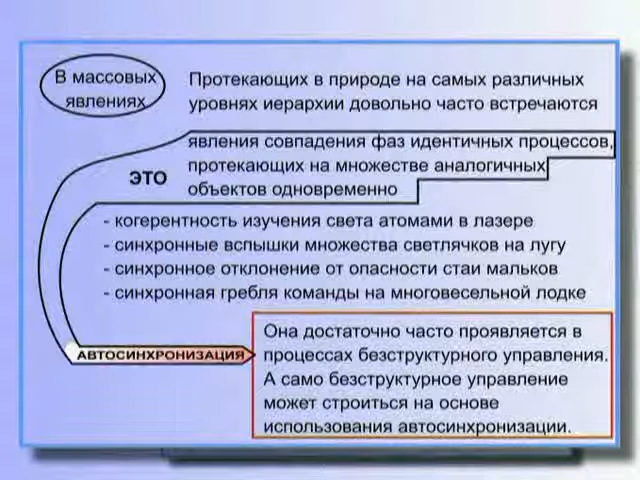 В массовых
явлениях
Протекающих в природе на самых различных
уровнях иерархии довольно часто встречаются
явления совпадения фаз идентичных процессов,
протекающих на множестве аналогичных
объектов одновременно
ЭТО
- когерентность изучения света атомами в лазере
- синхронные вспышки множества светлячков на лугу
- синхронное отклонение от опасности стаи мальков
- синхронная гребля команды на многовесельной лодке
АВТОСИНХРОНИЗАЦИЯ
Она достаточно часто проявляется в
процессах безструктурного управления.
А само безструктурное управление
может строиться на основе
использования автосинхронизации.